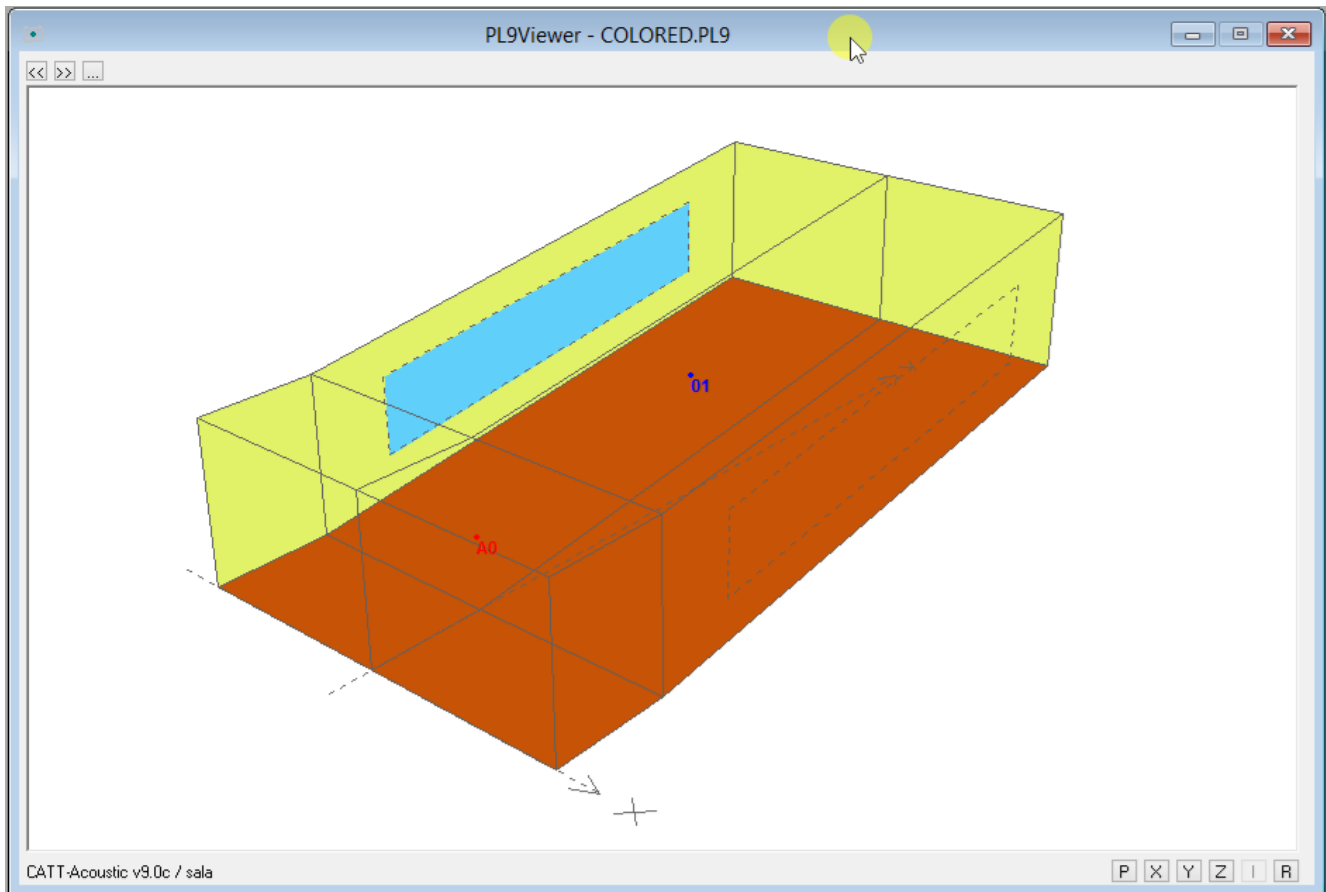 PL9Viewer - COLORED.PL9
<< >> ...
01
A0
CATT-Acoustic v9.0c / sala
P X Y Z I R